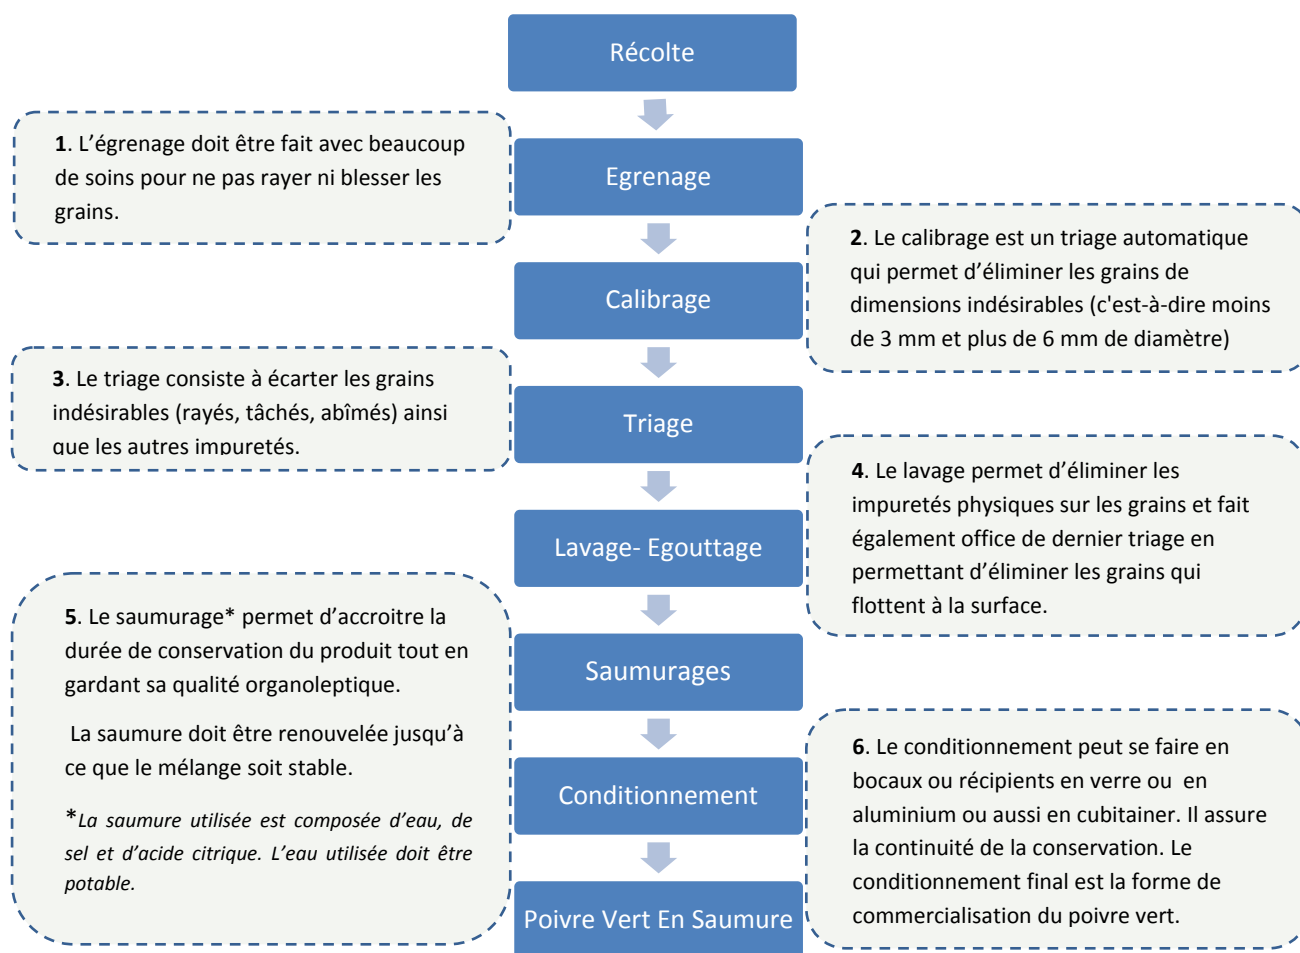 Récolte
1. L’égrenage doit être fait avec beaucoup
de soins pour ne pas rayer ni blesser les
grains.
Egrenage
2. Le calibrage est un triage automatique
qui permet d’éliminer les grains de
dimensions indésirables (c'est-à-dire moins
de 3 mm et plus de 6 mm de diamètre)
Calibrage
3. Le triage consiste à écarter les grains
indésirables (rayés, tâchés, abîmés) ainsi
que les autres impuretés.
Triage
4. Le lavage permet d’éliminer les
impuretés physiques sur les grains et fait
également office de dernier triage en
permettant d’éliminer les grains qui
flottent à la surface.
Lavage- Egouttage
5. Le saumurage* permet d’accroitre la
durée de conservation du produit tout en
gardant sa qualité organoleptique.
La saumure doit être renouvelée jusqu’à
ce que le mélange soit stable.
*La saumure utilisée est composée d’eau, de
sel et d’acide citrique. L’eau utilisée doit être
potable.
Saumurages
6. Le conditionnement peut se faire en
bocaux ou récipients en verre ou en
aluminium ou aussi en cubitainer. Il assure
la continuité de la conservation. Le
conditionnement final est la forme de
commercialisation du poivre vert.
Conditionnement
Poivre Vert En Saumure